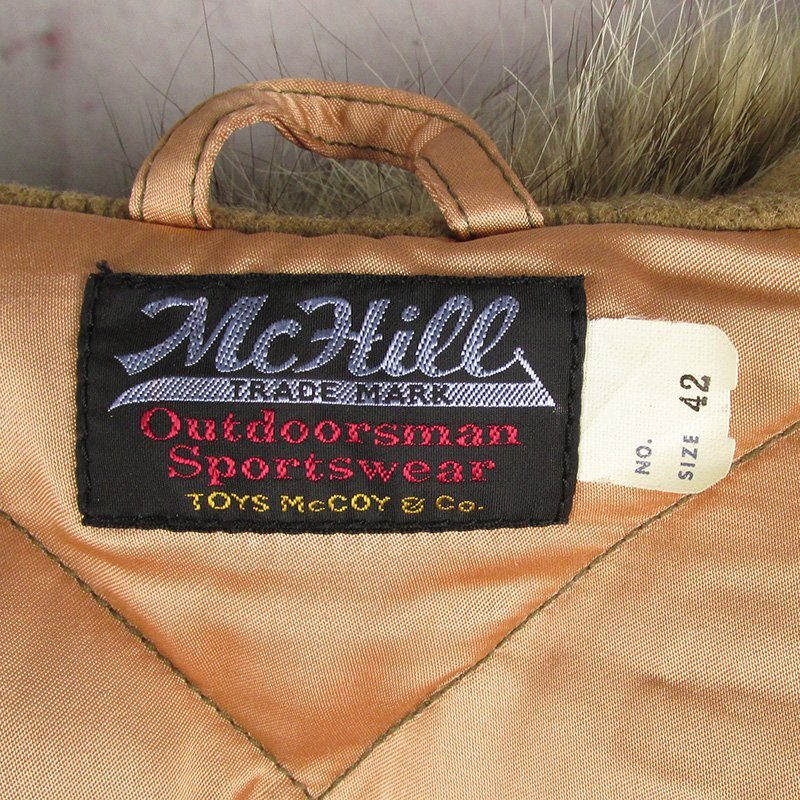 McHill
TRADE MARK
Outdoorsman
Sportswear
TOYS McCOY & Co.
NO.
SIZE 42